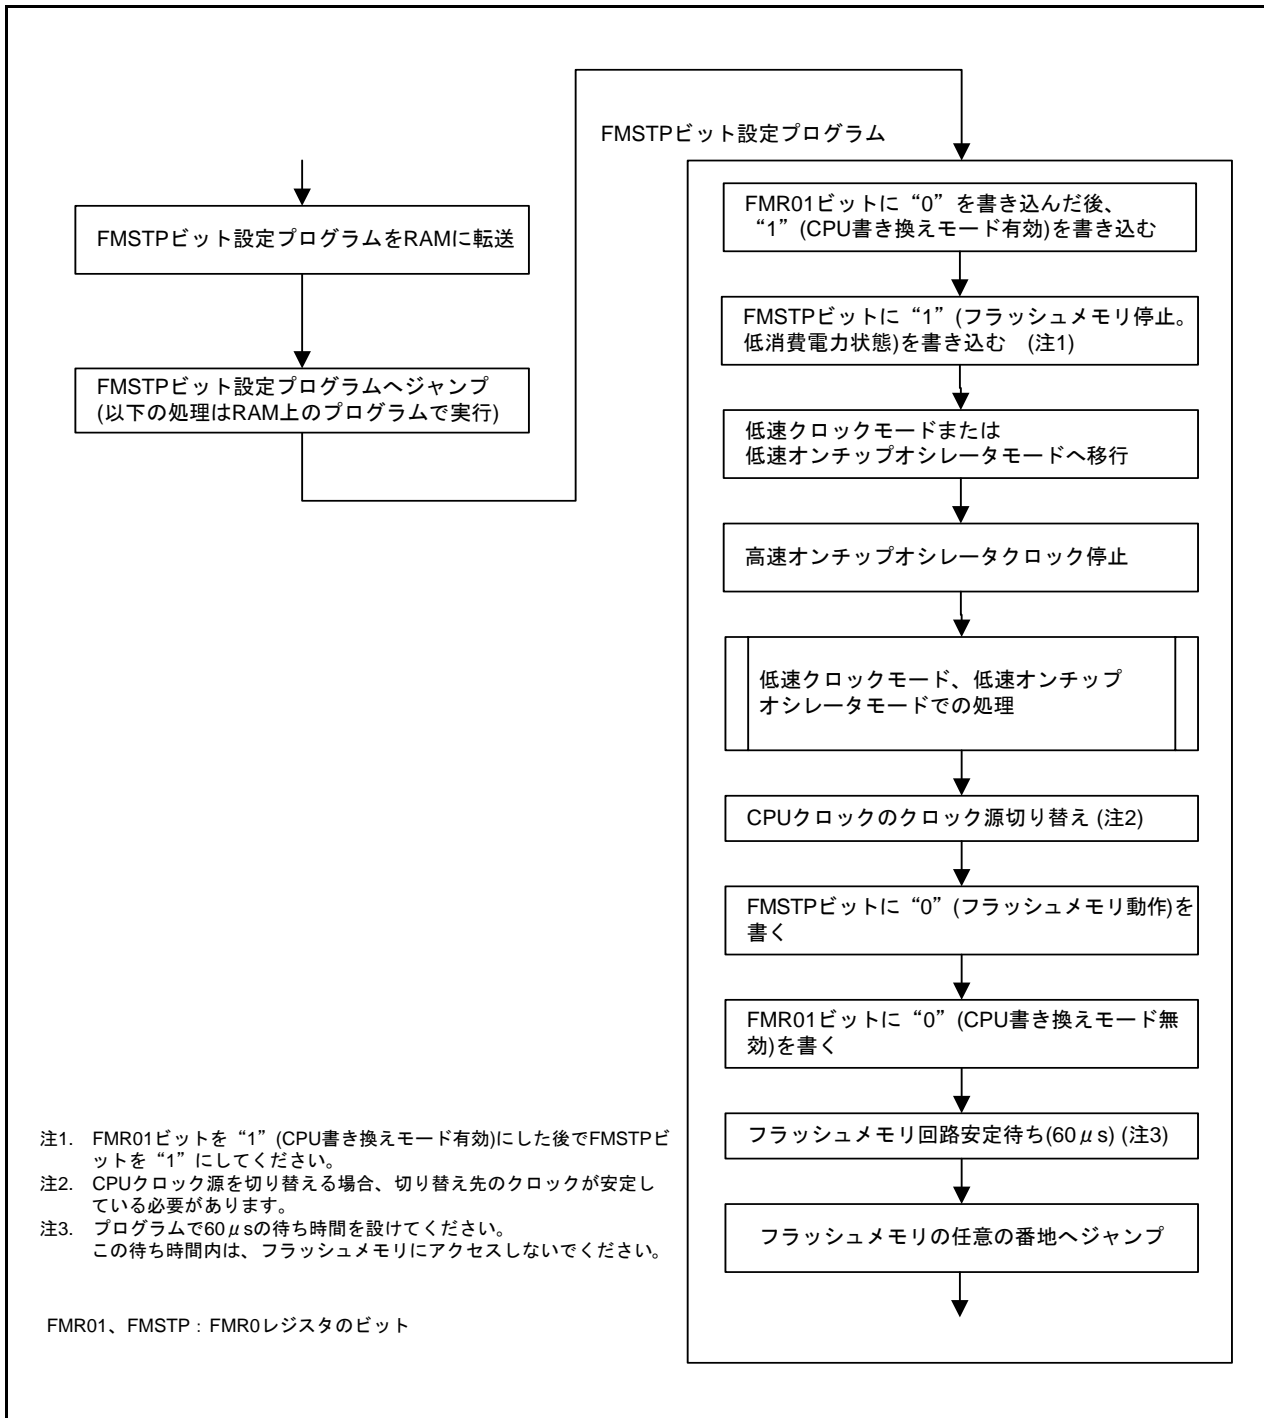 FMSTPビット設定プログラムをRAMに転送
FMSTPビット設定プログラムへジャンプ
(以下の処理はRAM上のプログラムで実行)
FMSTPビット設定プログラム
FMR01ビットに“0”を書き込んだ後、
“1”(CPU書き換えモード有効)を書き込む
FMSTPビットに“1”(フラッシュメモリ停止。
低消費電力状態)を書き込む (注1)
低速クロックモードまたは
低速オンチップオシレータモードへ移行
高速オンチップオシレータクロック停止
低速クロックモード、低速オンチップ
オシレータモードでの処理
CPUクロックのクロック源切り替え (注2)
FMSTPビットに“0”(フラッシュメモリ動作)を
書く
FMR01ビットに“0”(CPU書き換えモード無
効)を書く
フラッシュメモリ回路安定待ち(60μs) (注3)
フラッシュメモリの任意の番地へジャンプ
注1. FMR01ビットを“1”(CPU書き換えモード有効)にした後でFMSTPビ
ットを“1”にしてください。
注2. CPUクロック源を切り替える場合、切り替え先のクロックが安定し
ている必要があります。
注3. プログラムで60μsの待ち時間を設けてください。
この待ち時間内は、フラッシュメモリにアクセスしないでください。
FMR01、FMSTP：FMR0レジスタのビット